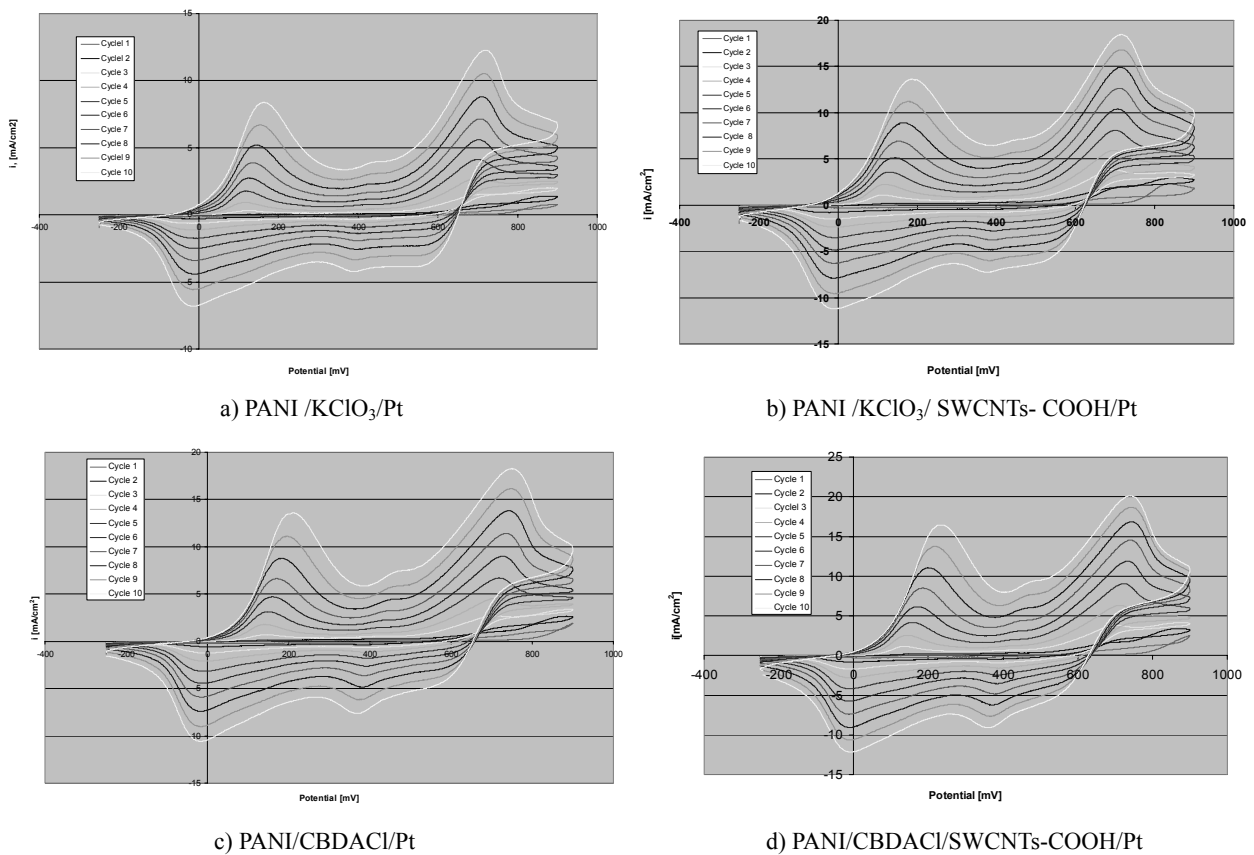 15
10
5
0
-5
-10
-400
-200
0
200
400
600
800
1000
i, [mA/cm2]
Potential [mV]
Cyclel 1
Cyclel 2
Cycle 3
Cycle 4
Cycle 5
Cycle 6
Cycle 7
Cycle 8
Cyclel 9
Cycle 10
a) PANI /KClO₃/Pt
20
15
10
5
0
-5
-10
-15
-400
-200
0
200
400
600
800
1000
I [mA/cm²]
Potential [mV]
Cycle 1
Cycle 2
Cycle 3
Cycle 4
Cycle 5
Cycle 6
Cycle 7
Cycle 8
Cycle 9
Cycle 10
b) PANI /KClO₃/ SWCNTs- COOH/Pt
20
15
10
5
0
-5
-10
-15
-400
-200
0
200
400
600
800
1000
i [mA/cm²]
Potential [mV]
Cycle 1
Cycle 2
Cycle 3
Cycle 4
Cycle 5
Cycle 6
Cycle 7
Cycle 8
Cycle 9
Cycle 10
c) PANI/CBDACl/Pt
25
20
15
10
5
0
-5
-10
-15
-400
-200
0
200
400
600
800
1000
i[mA/cm²]
Potential [mV]
Cycle 1
Cycle 2
Cyclel 3
Cycle 4
Cycle 5
Cycle 6
Cycle 7
Cycle 8
Cycle 9
Cycle 10
d) PANI/CBDACl/SWCNTs-COOH/Pt